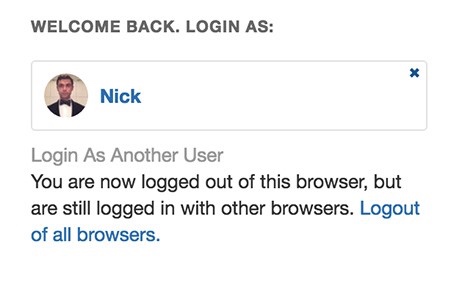 WELCOME BACK. LOGIN AS:
Nick
Login As Another User
You are now logged out of this browser, but
are still logged in with other browsers. Logout
of all browsers.